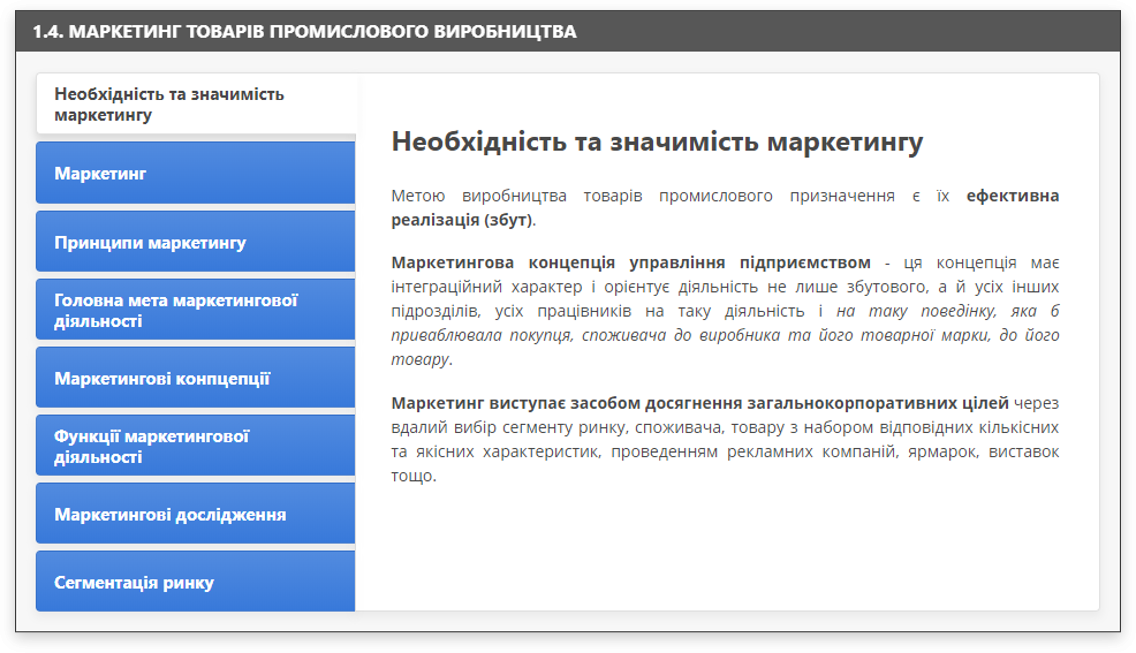 1.4. МАРКЕТИНГ ТОВАРІВ ПРОМИСЛОВОГО ВИРОБНИЦТВА
Необхідність та значимість
маркетингу
Маркетинг
Принципи маркетингу
Головна мета маркетингової
діяльності
Маркетингові конпцепції
Функції маркетингової
діяльності
Маркетингові дослідження
Сегментація ринку
Необхідність та значимість маркетингу
Метою виробництва товарів промислового призначення є їх ефективна
реалізація (збут).
Маркетингова концепція управління підприємством - ця концепція має
інтеграційний характер і орієнтує діяльність не лише збутового, а й усіх інших
підрозділів, усіх працівників на таку діяльність і на таку поведінку, яка б
приваблювала покупця, споживача до виробника та його товарної марки, до його
товару.
Маркетинг виступає засобом досягнення загальнокорпоративних цілей через
вдалий вибір сегменту ринку, споживача, товару з набором відповідних кількісних
та якісних характеристик, проведенням рекламних компаній, ярмарок, виставок
тощо.